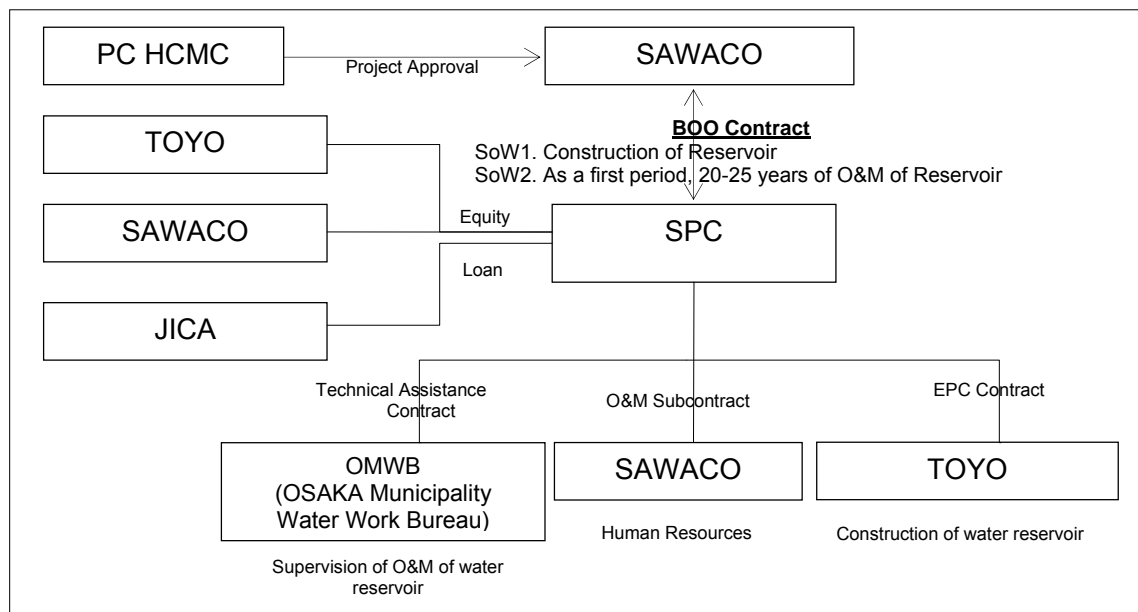 PC HCMC
Project Approval
SAWACO
TOYO
BOO Contract
SoW1. Construction of Reservoir
SoW2. As a first period, 20-25 years of O&M of Reservoir
SAWACO
Equity
SPC
Loan
JICA
Technical Assistance
Contract
O&M Subcontract
EPC Contract
OMWB
(OSAKA Municipality
Water Work Bureau)
SAWACO
TOYO
Supervision of O&M of water
reservoir
Human Resources
Construction of water reservoir